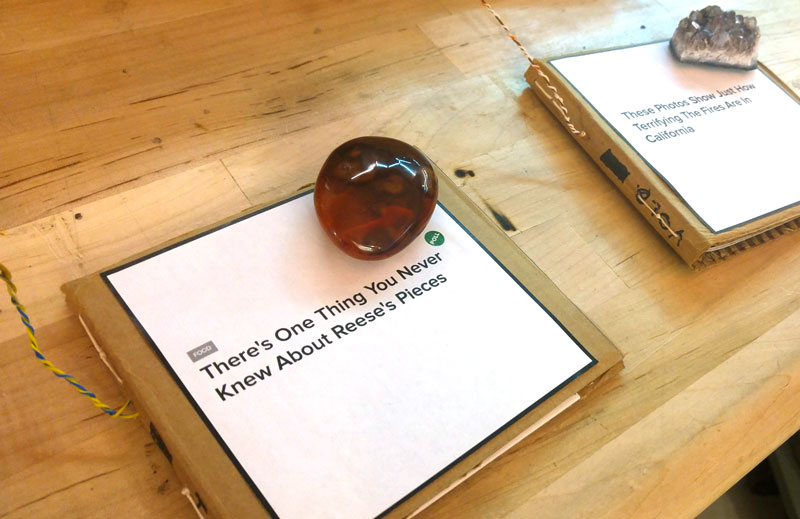 POLL
FOOD
There's One Thing You Never
Knew About Reese's Pieces
These Photos Show Just How
Terrifying The Fires Are In
California